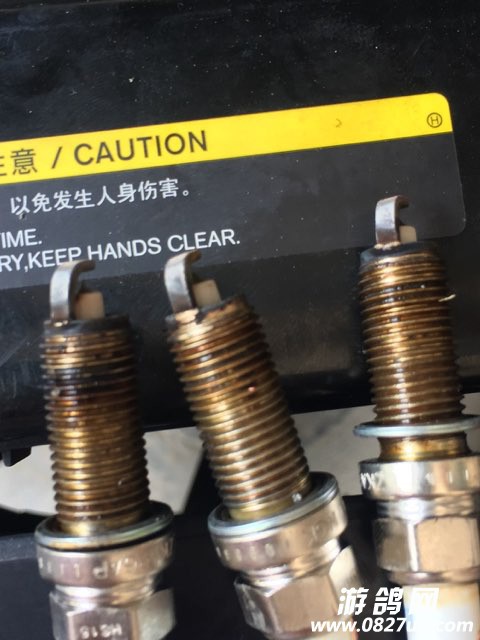 注意 / CAUTION
以免发生人身伤害。
TIME.
RY,KEEP HANDS CLEAR.
H
HS16
游鸽网
www.0827u